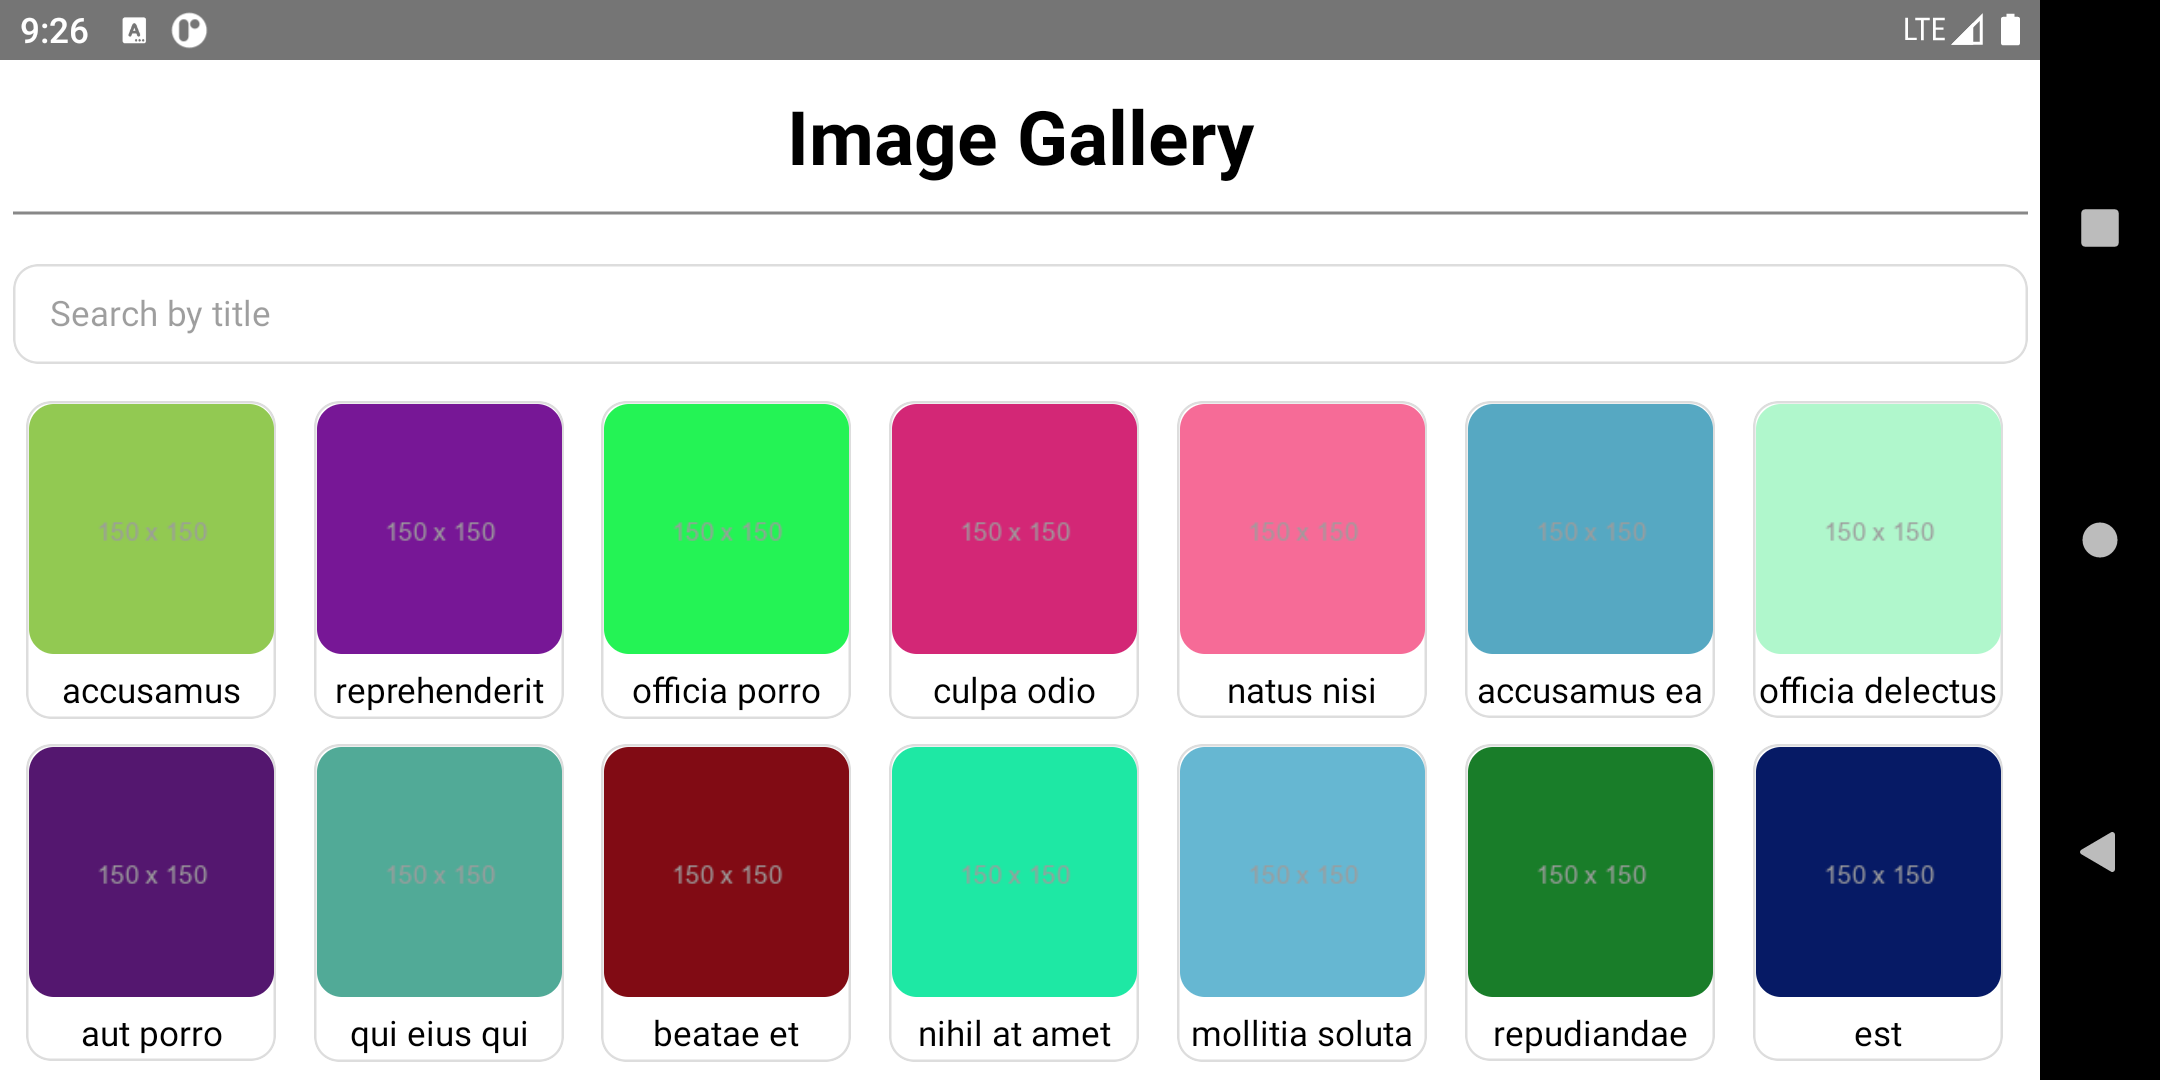 9:26
LTE
Image Gallery
Search by title
150 x 150 150 x 150 150 x 150 150 x 150 150 x 150 150 x 150 150 x 150
accusamus reprehenderit officia porro culpa odio natus nisi accusamus ea officia delectus
150 x 150 150 x 150 150 x 150 150 x 150 150 x 150 150 x 150 150 x 150
aut porro qui eius qui beatae et nihil at amet mollitia soluta repudiandae est